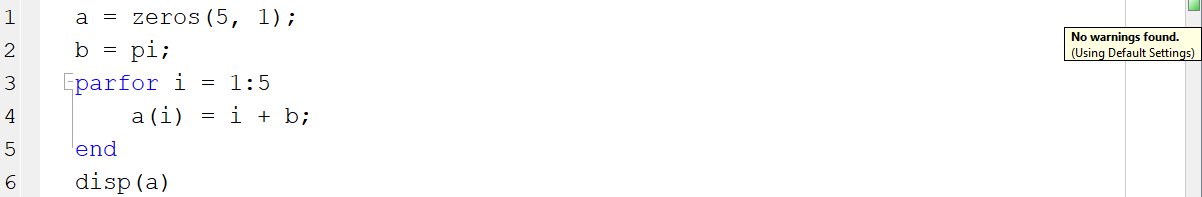 1 a = zeros(5, 1);
2 b = pi;
3 parfor i = 1:5
4 a(i) = i + b;
5 end
6 disp(a)
No warnings found.
(Using Default Settings)